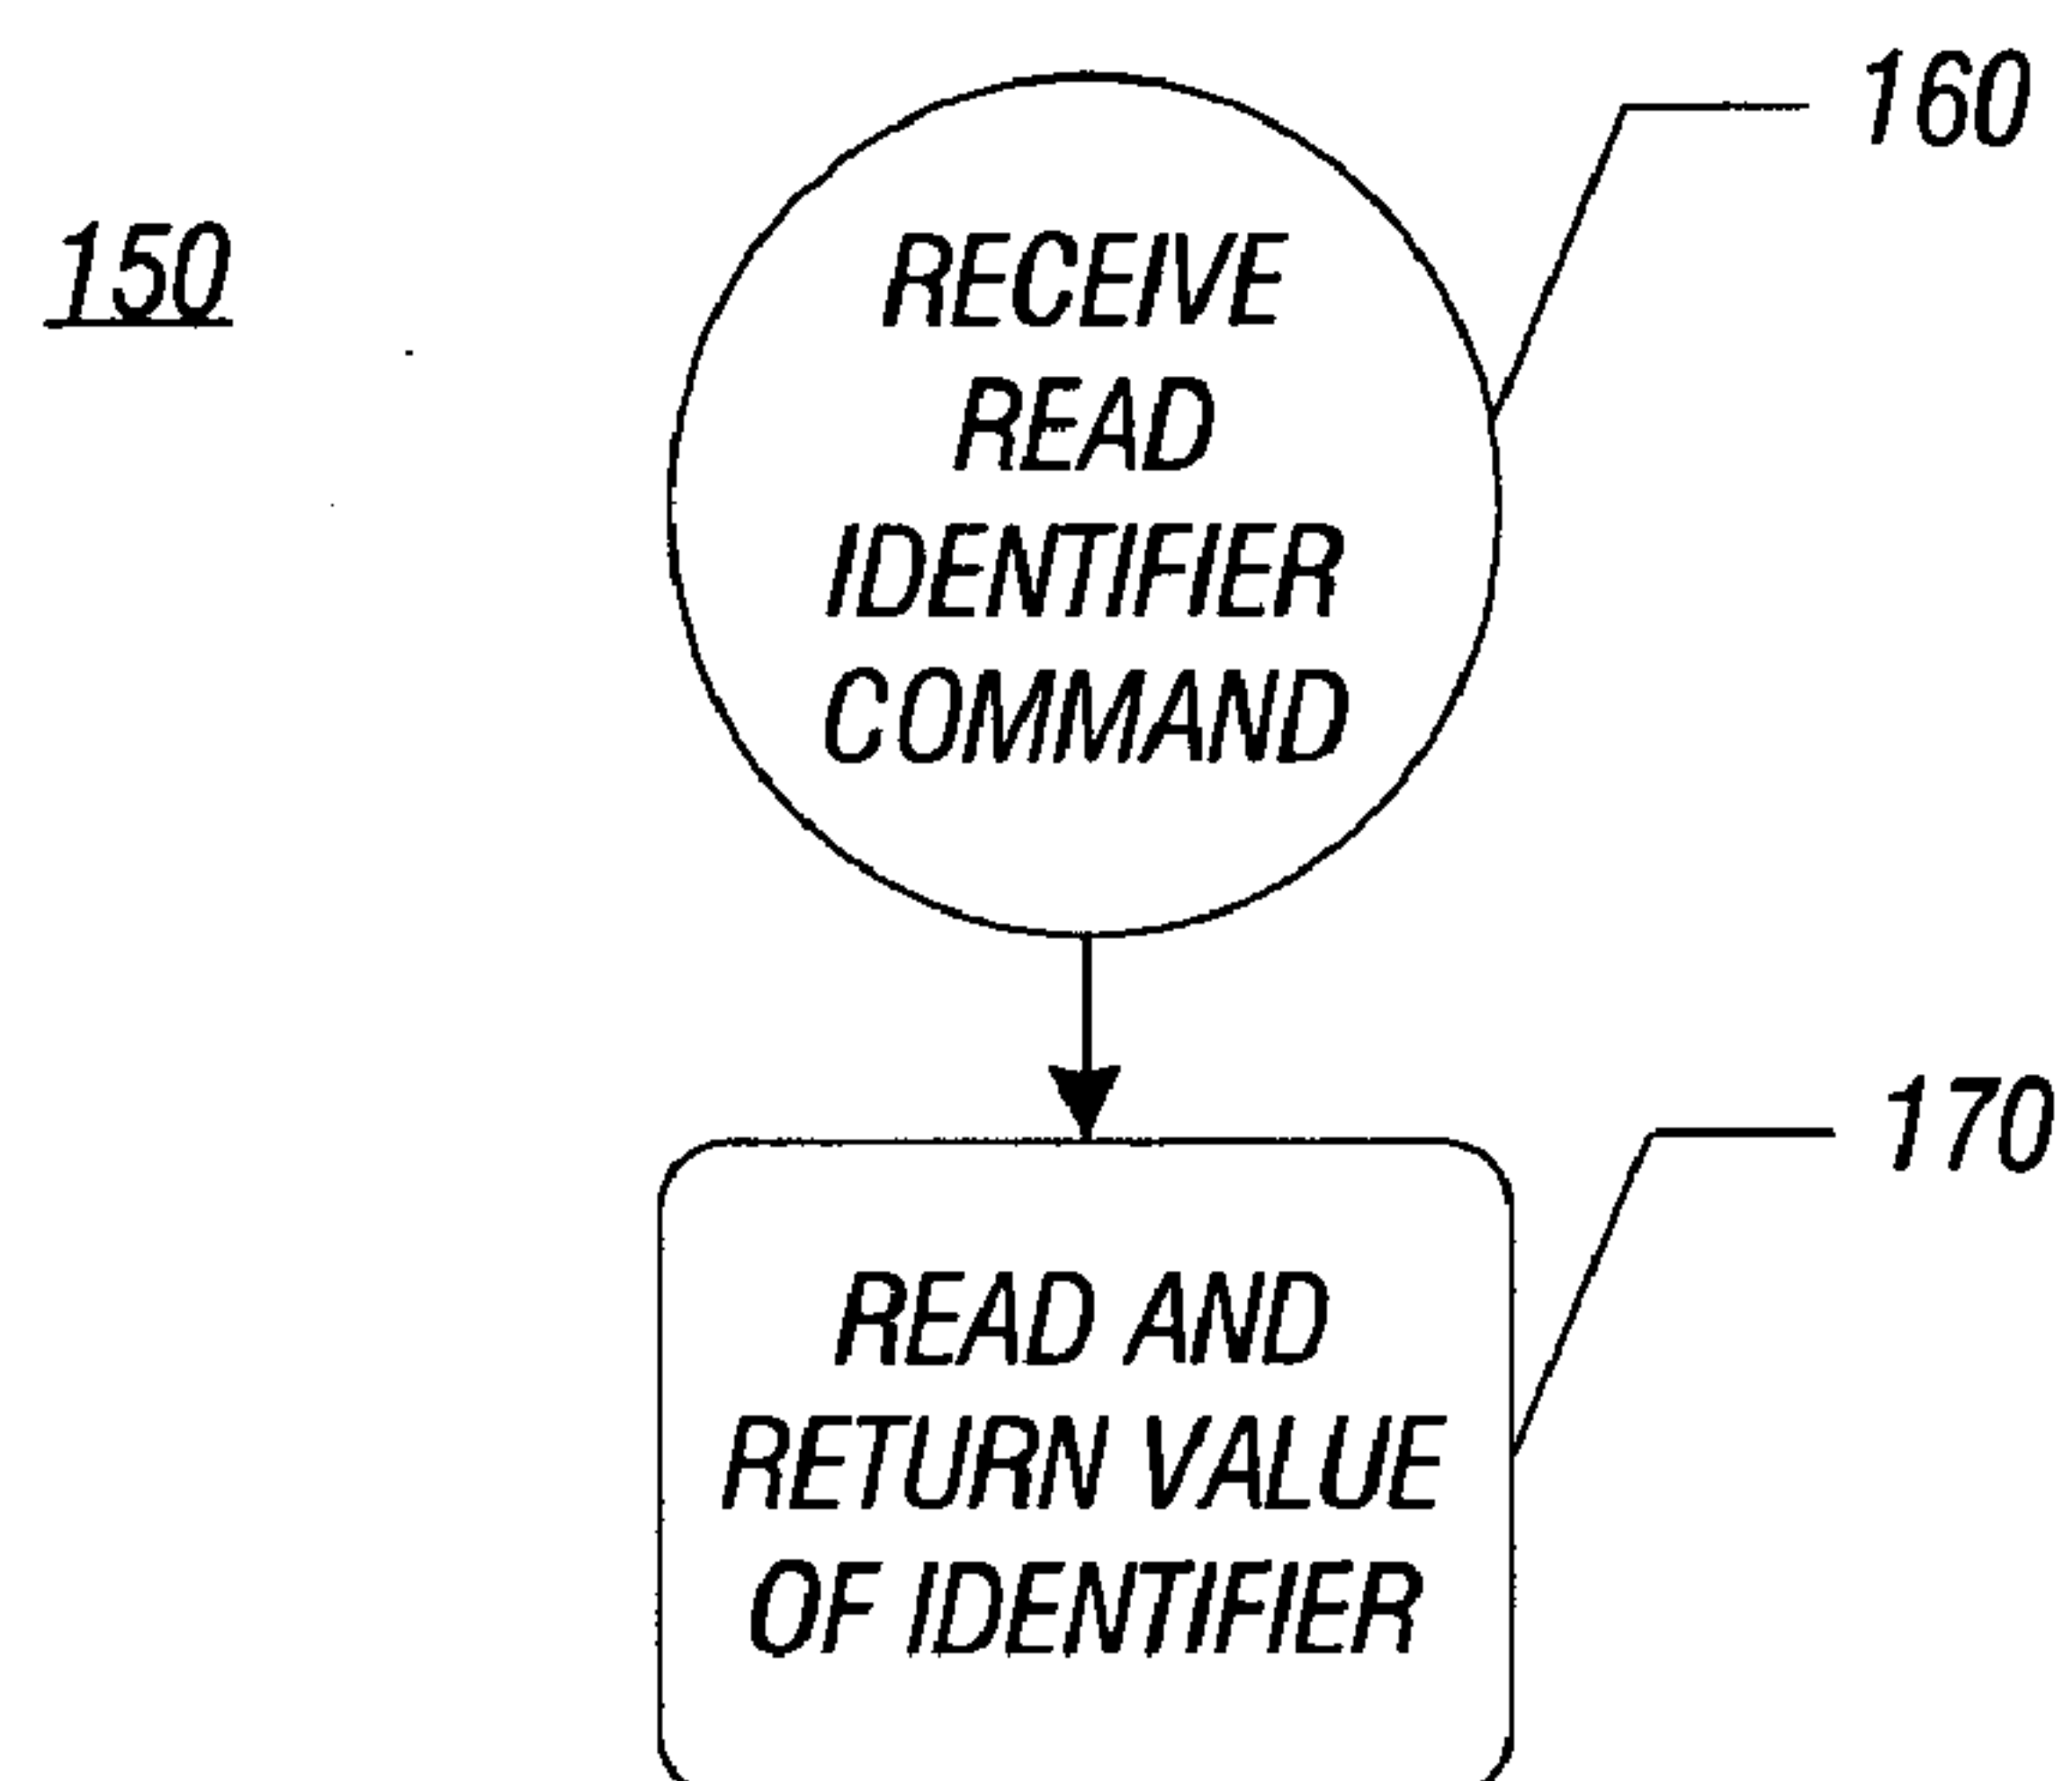 160
150
RECEIVE
READ
IDENTIFIER
COMMAND
170
READ AND
RETURN VALUE
OF IDENTIFIER